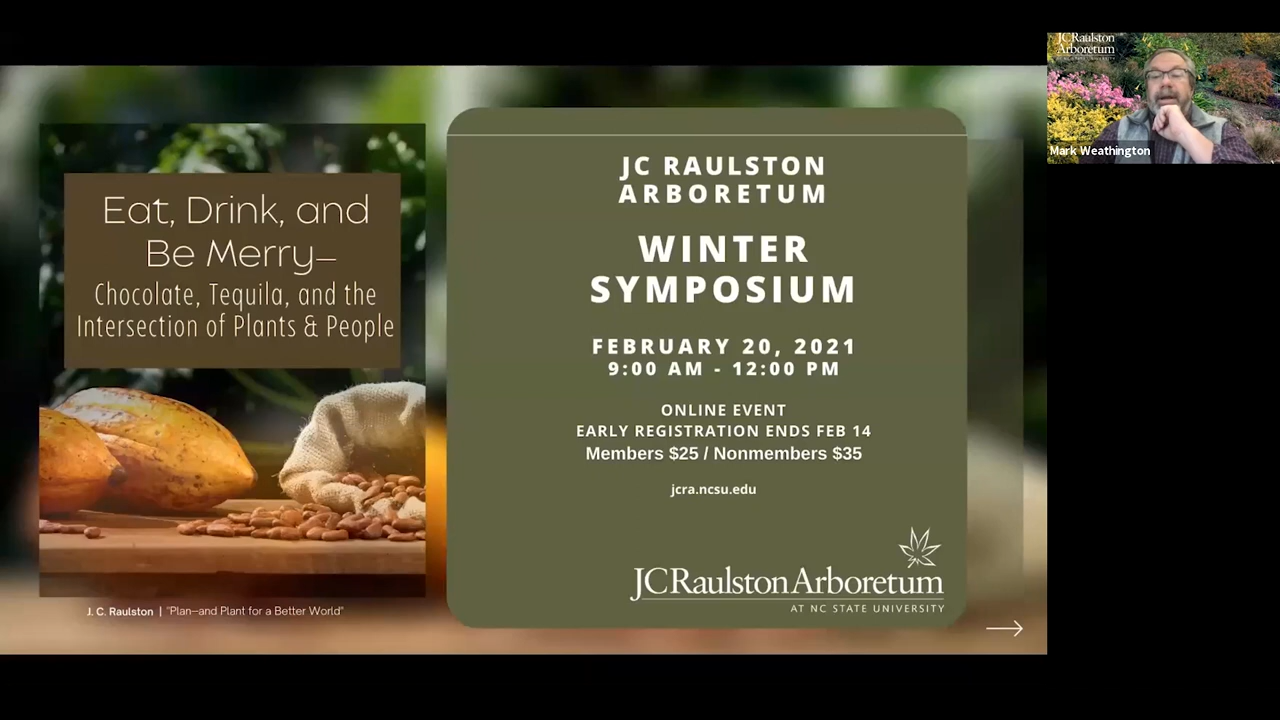 Eat, Drink, and
Be Merry—
Chocolate, Tequila, and the
Intersection of Plants & People
J. C. Raulston | "Plan—and Plant for a Better World"
JC RAULSTON
ARBORETUM
WINTER
SYMPOSIUM
FEBRUARY 20, 2021
9:00 AM - 12:00 PM
ONLINE EVENT
EARLY REGISTRATION ENDS FEB 14
Members $25 / Nonmembers $35
jcra.ncsu.edu
JCRaulston Arboretum
AT NC STATE UNIVERSITY
JCRaulston
Arboretum
Mark Weathington